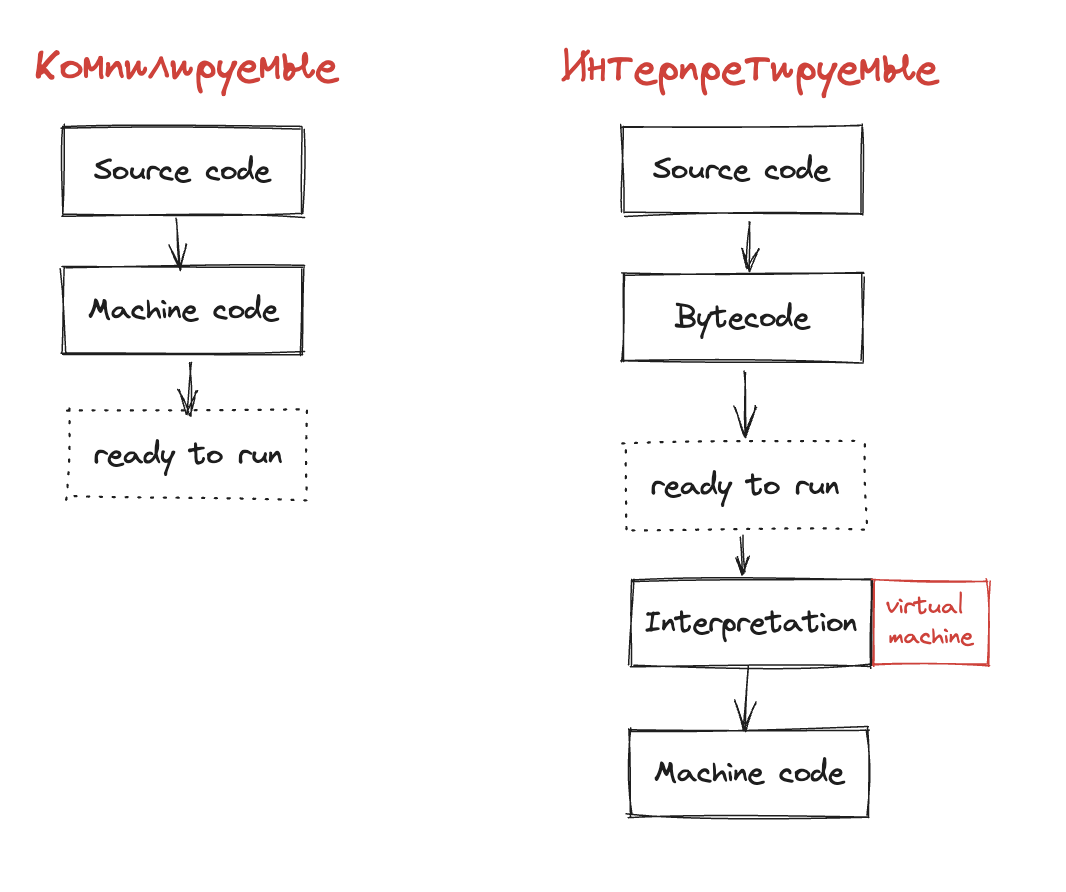 Компилируемые
Source code
Machine code
ready to run
Интерпретируемые
Source code
Bytecode
ready to run
Interpretation
virtual
machine
Machine code